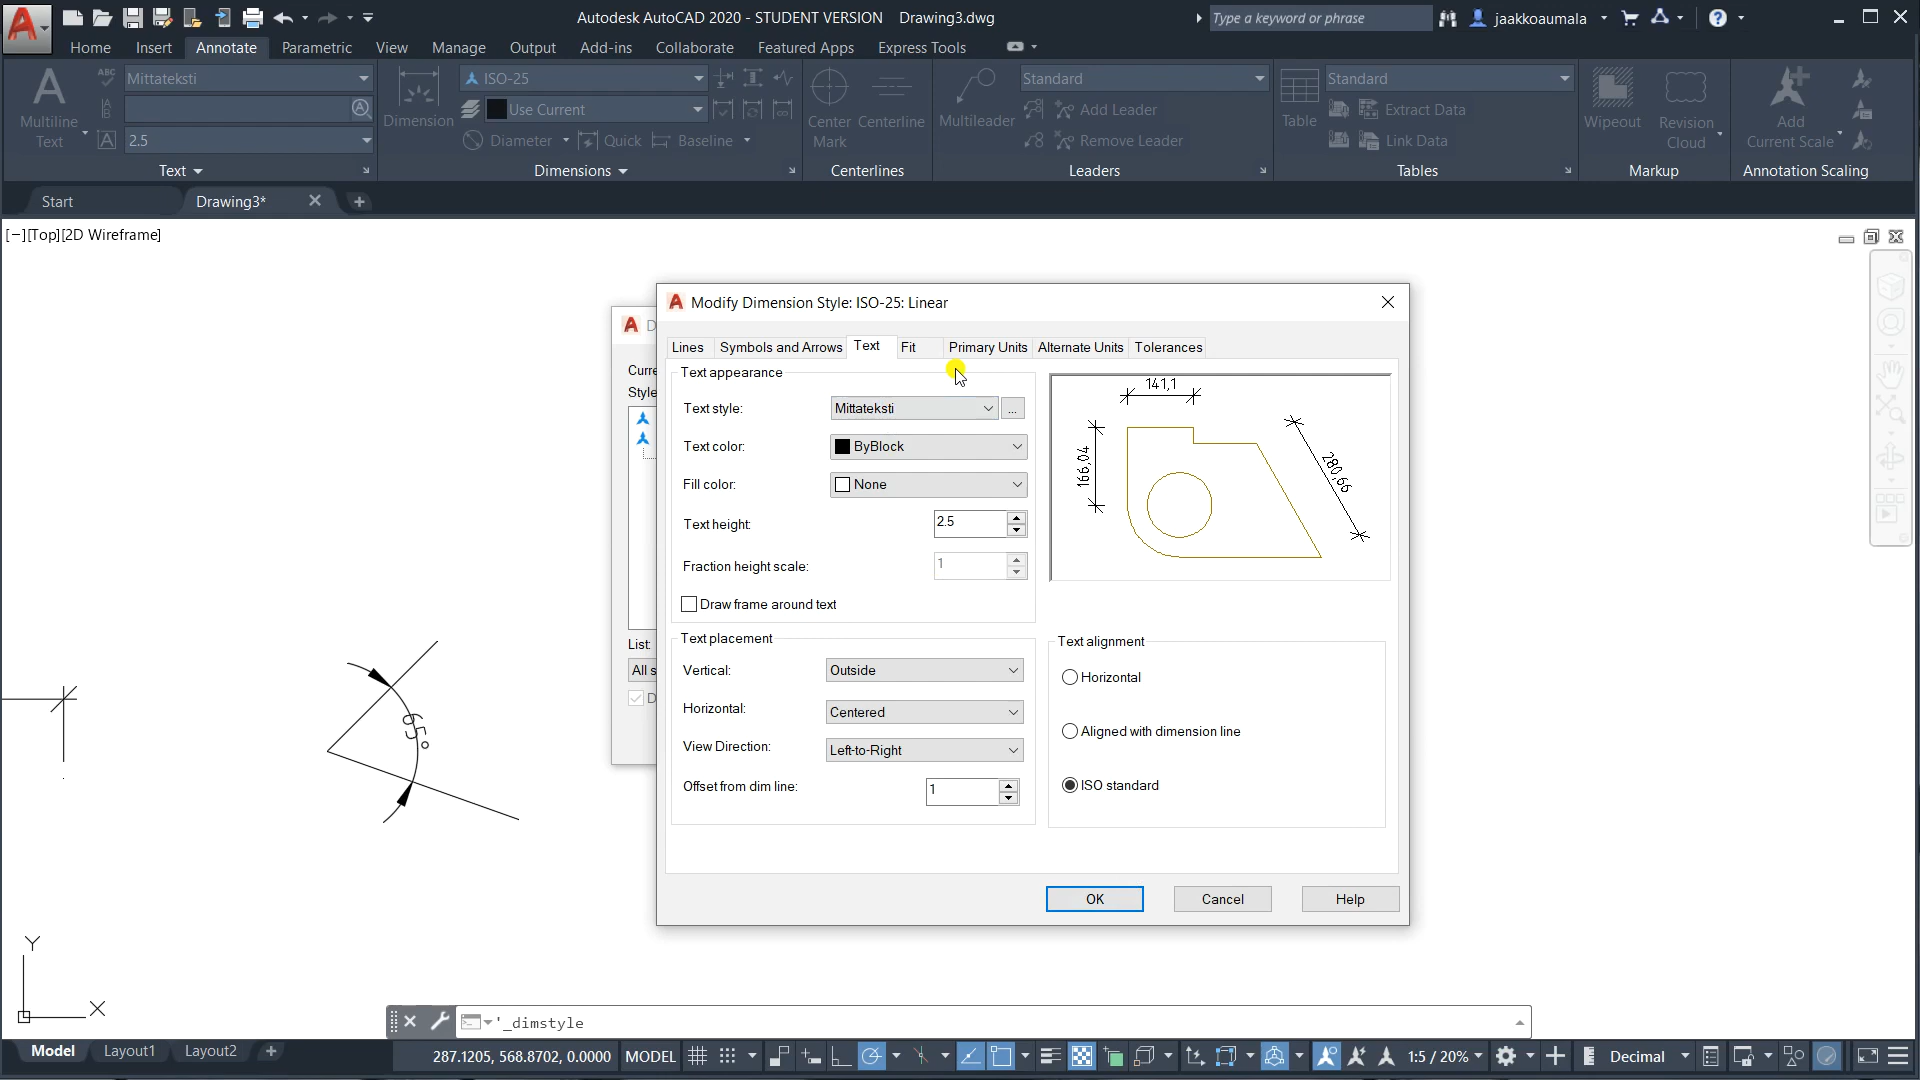 Autodesk AutoCAD 2020 - STUDENT VERSION Drawing3.dwg
Type a keyword or phrase
jaakkoaumala
Home Insert Annotate Parametric View Manage Output Add-ins Collaborate Featured Apps Express Tools
Multiline Text
ABC
Mittateksti
2.5
Text
Dimension
ISO-25
Use Current
Diameter Quick Baseline
Dimensions
Center Mark
Centerline
Centerlines
Multileader
Standard
Add Leader
Remove Leader
Leaders
Table
Standard
Extract Data
Link Data
Tables
Wipeout
Revision Cloud
Markup
Add Current Scale
Annotation Scaling
Start
Drawing3*
[−][Top][2D Wireframe]
65°
Y
X
D
Curre
Style
List:
All s
D
Modify Dimension Style: ISO-25: Linear
Lines Symbols and Arrows Text Fit Primary Units Alternate Units Tolerances
Text appearance
Text style: Mittateksti ...
Text color: ByBlock
Fill color: None
Text height: 2.5
Fraction height scale: 1
Draw frame around text
141,1
166,04
280,66
Text placement
Vertical: Outside
Horizontal: Centered
View Direction: Left-to-Right
Offset from dim line: 1
Text alignment
Horizontal
Aligned with dimension line
ISO standard
OK Cancel Help
'_dimstyle
Model Layout1 Layout2
287.1205, 568.8702, 0.0000 MODEL
1:5 / 20%
Decimal